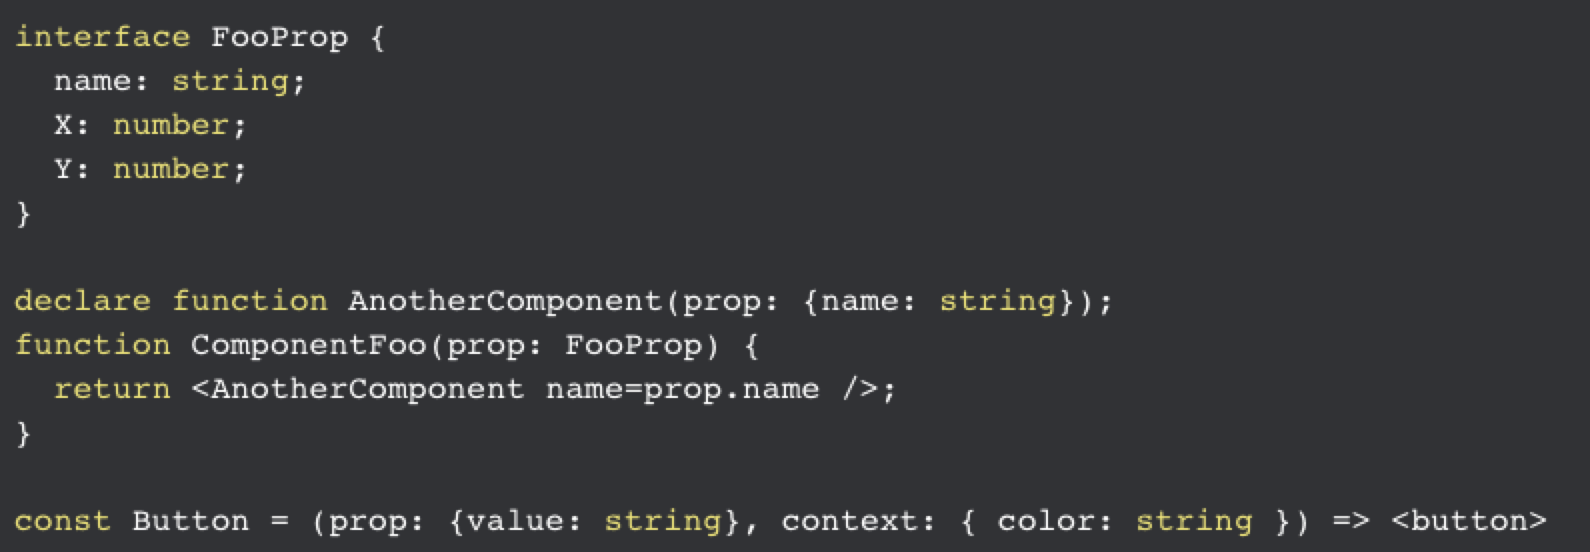 interface FooProp {
  name: string;
  X: number;
  Y: number;
}

declare function AnotherComponent(prop: {name: string});
function ComponentFoo(prop: FooProp) {
  return <AnotherComponent name=prop.name />;
}

const Button = (prop: {value: string}, context: { color: string }) => <button>